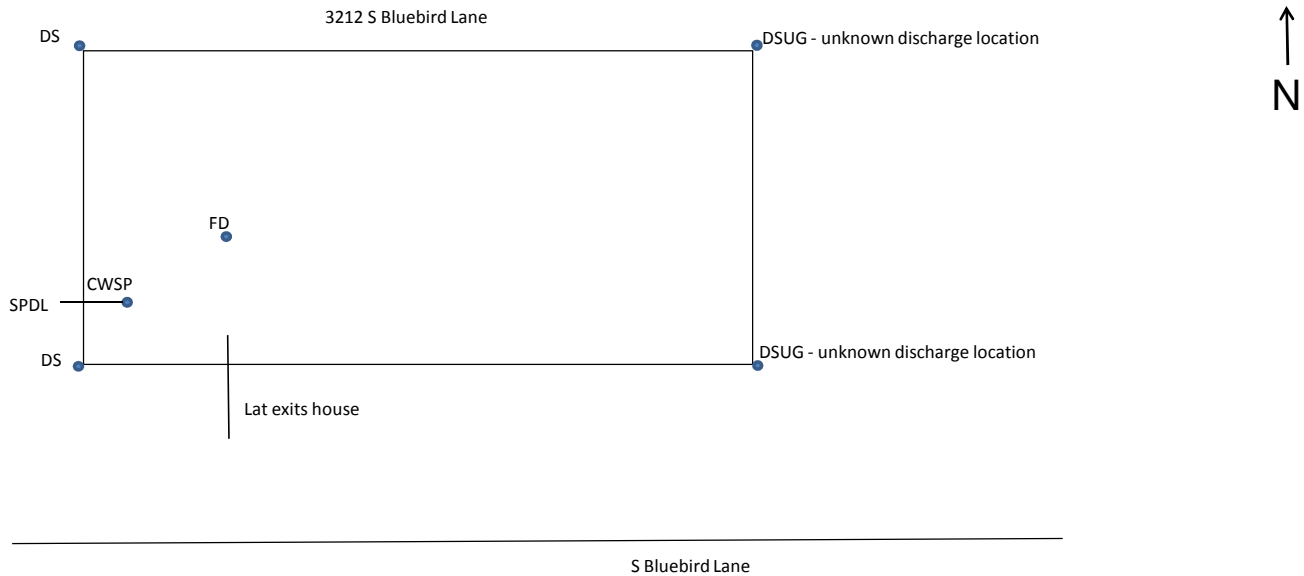 3212 S Bluebird Lane
DS
DSUG - unknown discharge location
N
FD
CWSP
SPDL
DS
DSUG - unknown discharge location
Lat exits house
S Bluebird Lane